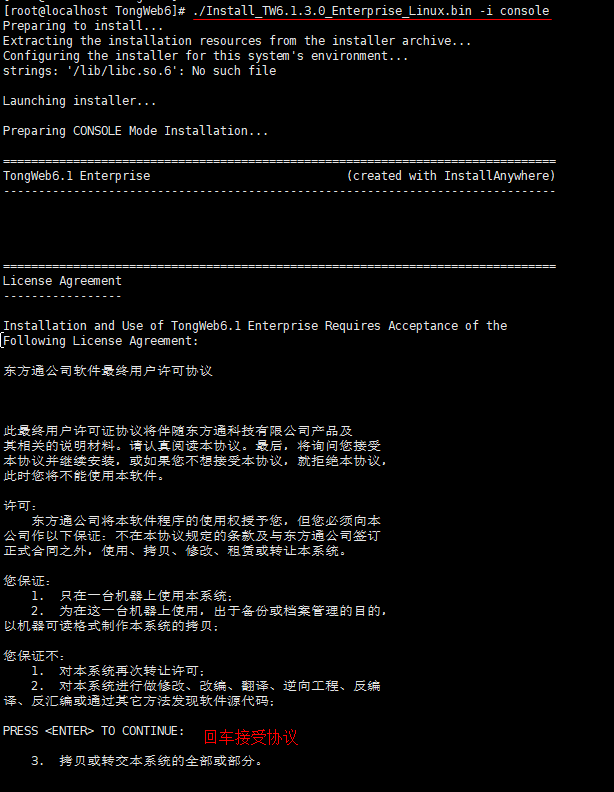 [root@localhost TongWeb6]# ./Install_TW6.1.3.0_Enterprise_Linux.bin -i console
Preparing to install...
Extracting the installation resources from the installer archive...
Configuring the installer for this system's environment...
strings: '/lib/libc.so.6': No such file
Launching installer...
Preparing CONSOLE Mode Installation...
===============================================================================
TongWeb6.1 Enterprise (created with InstallAnywhere)
-------------------------------------------------------------------------------
===============================================================================
License Agreement
-----------------
Installation and Use of TongWeb6.1 Enterprise Requires Acceptance of the
Following License Agreement:
东方通公司软件最终用户许可协议
此最终用户许可证协议将伴随东方通科技有限公司产品及
其相关的说明材料。请认真阅读本协议。最后，将询问您接受
本协议并继续安装，或如果您不想接受本协议，就拒绝本协议，
此时您将不能使用本软件。
许可：
东方通公司将本软件程序的使用权授予您，但您必须向本
公司作以下保证：不在本协议规定的条款及与东方通公司签订
正式合同之外，使用、拷贝、修改、租赁或转让本系统。
您保证：
1. 只在一台机器上使用本系统；
2. 为在这一台机器上使用，出于备份或档案管理的目的，
以机器可读格式制作本系统的拷贝；
您保证不：
1. 对本系统再次转让许可；
2. 对本系统进行做修改、改编、翻译、逆向工程、反编
译、反汇编或通过其它方法发现软件源代码；
PRESS <ENTER> TO CONTINUE: 回车接受协议
3. 拷贝或转交本系统的全部或部分。